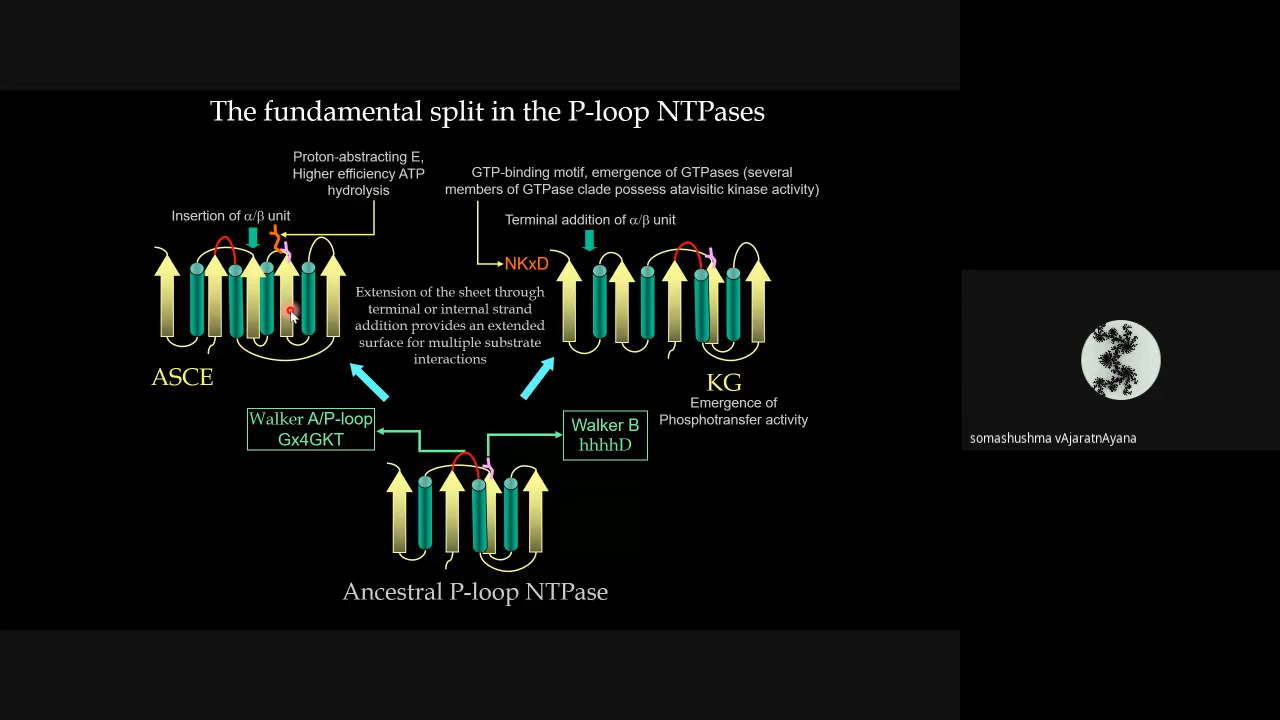 The fundamental split in the P-loop NTPases
Proton-abstracting E,
Higher efficiency ATP
hydrolysis
GTP-binding motif, emergence of GTPases (several
members of GTPase clade possess atavisitic kinase activity)
Insertion of α/β unit
Terminal addition of α/β unit
NKxD
Extension of the sheet through
terminal or internal strand
addition provides an extended
surface for multiple substrate
interactions
ASCE
KG
Emergence of
Phosphotransfer activity
Walker A/P-loop
Gx4GKT
Walker B
hhhhD
Ancestral P-loop NTPase
somashushma vAjaratnAyana